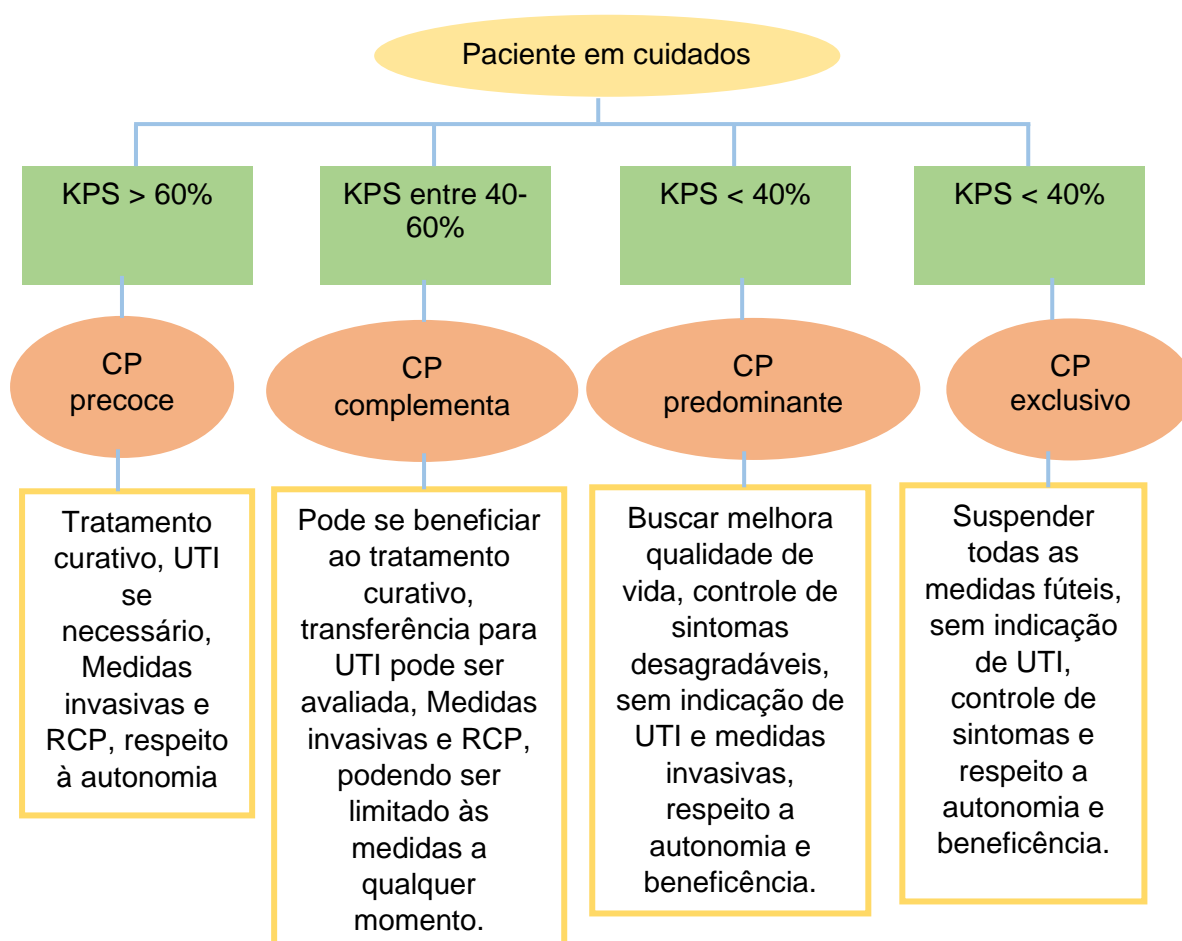 Paciente em cuidados
KPS > 60%
KPS entre 40-
60%
KPS < 40%
KPS < 40%
CP
precoce
CP
complementa
CP
predominante
CP
exclusivo
Tratamento
curativo, UTI
se
necessário,
Medidas
invasivas e
RCP, respeito
à autonomia
Pode se beneficiar
ao tratamento
curativo,
transferência para
UTI pode ser
avaliada, Medidas
invasivas e RCP,
podendo ser
limitado às
medidas a
qualquer
momento.
Buscar melhora
qualidade de
vida, controle de
sintomas
desagradáveis,
sem indicação de
UTI e medidas
invasivas,
respeito a
autonomia e
beneficência.
Suspender
todas as
medidas fúteis,
sem indicação
de UTI,
controle de
sintomas e
respeito a
autonomia e
beneficência.